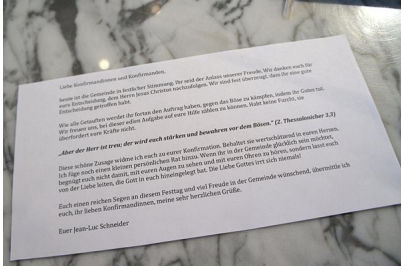 Liebe Konfirmandinnen und Konfirmanden,
heute ist die Gemeinde in festlicher Stimmung. Ihr seid der Anlass unserer Freude. Wir danken euch für
eure Entscheidung, dem Herrn Jesus Christus nachzufolgen. Wir sind fest überzeugt, dass ihr eine gute
Entscheidung getroffen habt.
Wie alle Getauften werdet ihr fortan den Auftrag haben, gegen das Böse zu kämpfen, indem ihr Gutes tut.
Wir freuen uns, bei dieser edlen Aufgabe auf eure Hilfe zählen zu können. Habt keine Furcht, sie
überfordert eure Kräfte nicht.
„Aber der Herr ist treu; der wird euch stärken und bewahren vor dem Bösen." (2. Thessalonicher 3,3)
Diese schöne Zusage widme ich euch zu eurer Konfirmation. Behaltet sie wertschätzend in euren Herzen.
Ich füge noch einen kleinen persönlichen Rat hinzu. Wenn ihr in der Gemeinde glücklich sein möchtet,
begnügt euch nicht damit, mit euren Augen zu sehen und mit euren Ohren zu hören, sondern lasst euch
von der Liebe leiten, die Gott in euch hineingelegt hat. Die Liebe Gottes irrt sich niemals!
Euch einen reichen Segen an diesem Festtag und viel Freude in der Gemeinde wünschend, übermittle ich
euch, ihr lieben Konfirmandinnen, meine sehr herzlichen Grüße.
Euer Jean-Luc Schneider